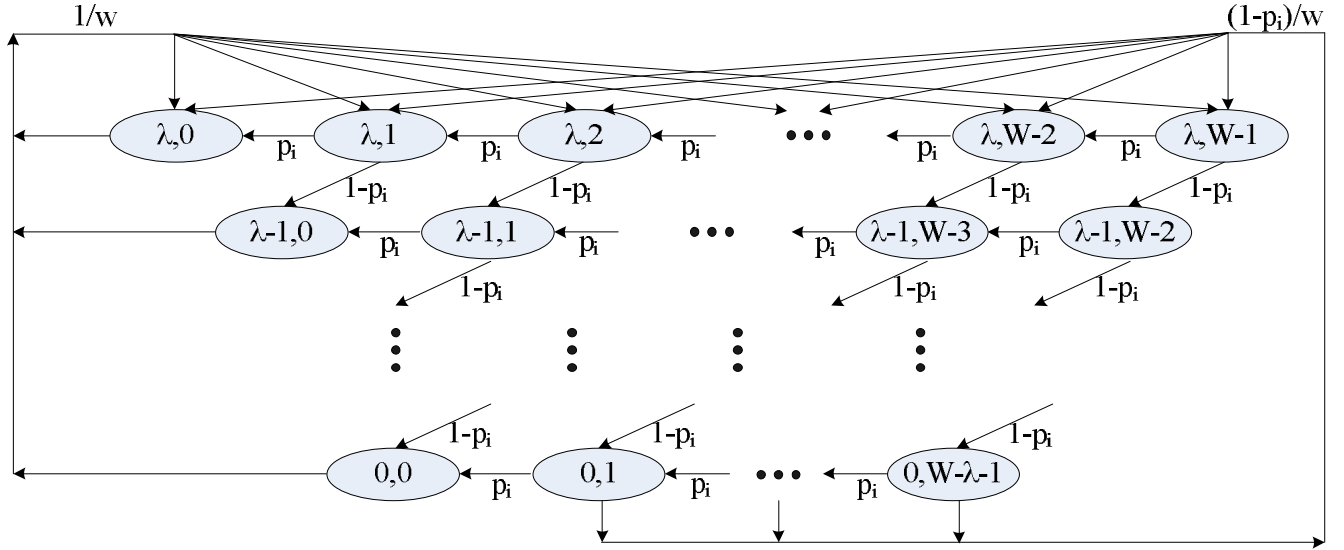 1/w (1-pᵢ)/w
λ,0 λ,1 λ,2 λ,W-2 λ,W-1
pᵢ pᵢ pᵢ pᵢ pᵢ
1-pᵢ 1-pᵢ 1-pᵢ 1-pᵢ
λ-1,0 λ-1,1 λ-1,W-3 λ-1,W-2
pᵢ pᵢ pᵢ pᵢ
1-pᵢ 1-pᵢ 1-pᵢ
1-pᵢ 1-pᵢ 1-pᵢ
0,0 0,1 0,W-λ-1
pᵢ pᵢ pᵢ